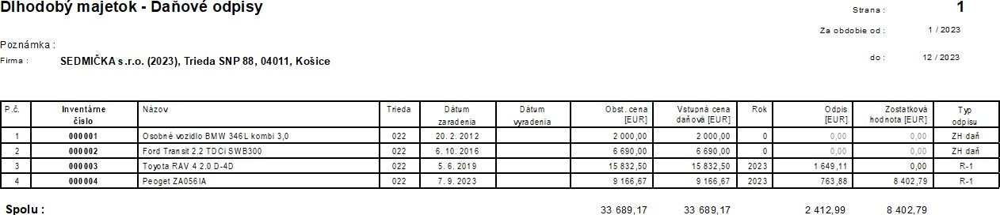 Dlhodobý majetok - Daňové odpisy
Strana : 1
Za obdobie od : 1 / 2023
Poznámka :
Firma : SEDMIČKA s.r.o. (2023), Trieda SNP 88, 04011, Košice
do : 12 / 2023
P.č. Inventárne číslo Názov Trieda Dátum zaradenia Dátum vyradenia Obst. cena [EUR] Vstupná cena daňová [EUR] Rok Odpis [EUR] Zostatková hodnota [EUR] Typ odpisu
1 000001 Osobné vozidlo BMW 346L kombi 3,0 022 20. 2. 2012 2 000,00 2 000,00 0 0,00 0,00 ZH daň
2 000002 Ford Transit 2.2 TDCi SWB300 022 6. 10. 2016 6 690,00 6 690,00 0 0,00 0,00 ZH daň
3 000003 Toyota RAV 4 2.0 D-4D 022 5. 6. 2019 15 832,50 15 832,50 2023 1 649,11 0,00 R-1
4 000004 Peoget ZA056IA 022 7. 9. 2023 9 166,67 9 166,67 2023 763,88 8 402,79 R-1
Spolu : 33 689,17 33 689,17 2 412,99 8 402,79